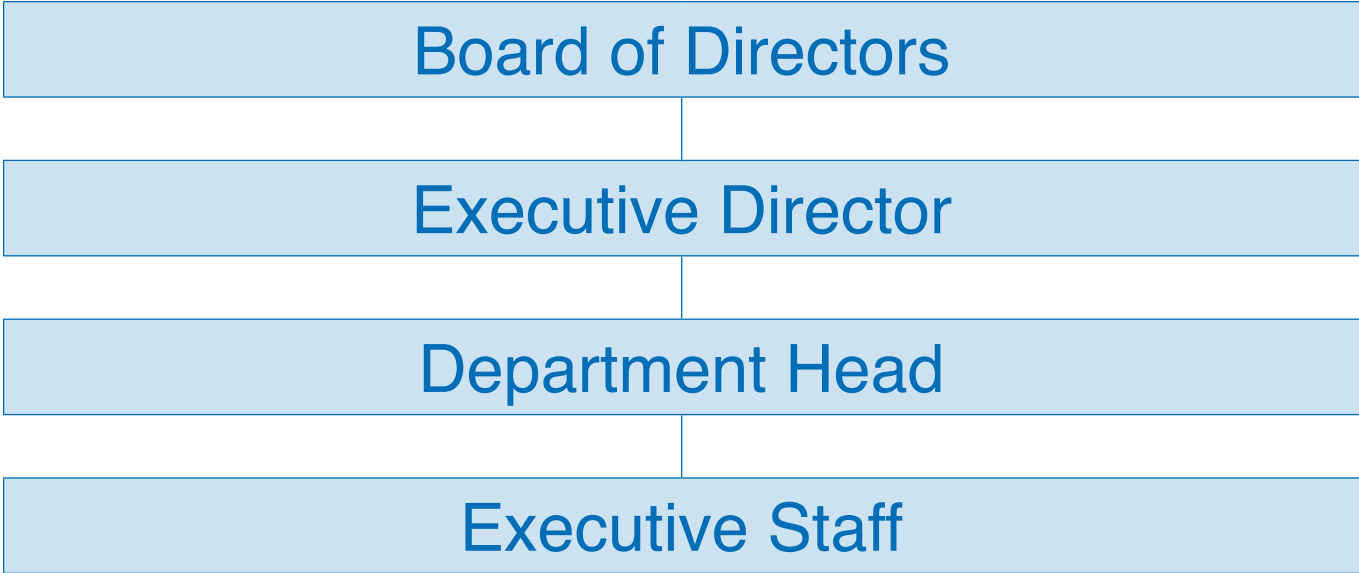 Board of Directors
Executive Director
Department Head
Executive Staff